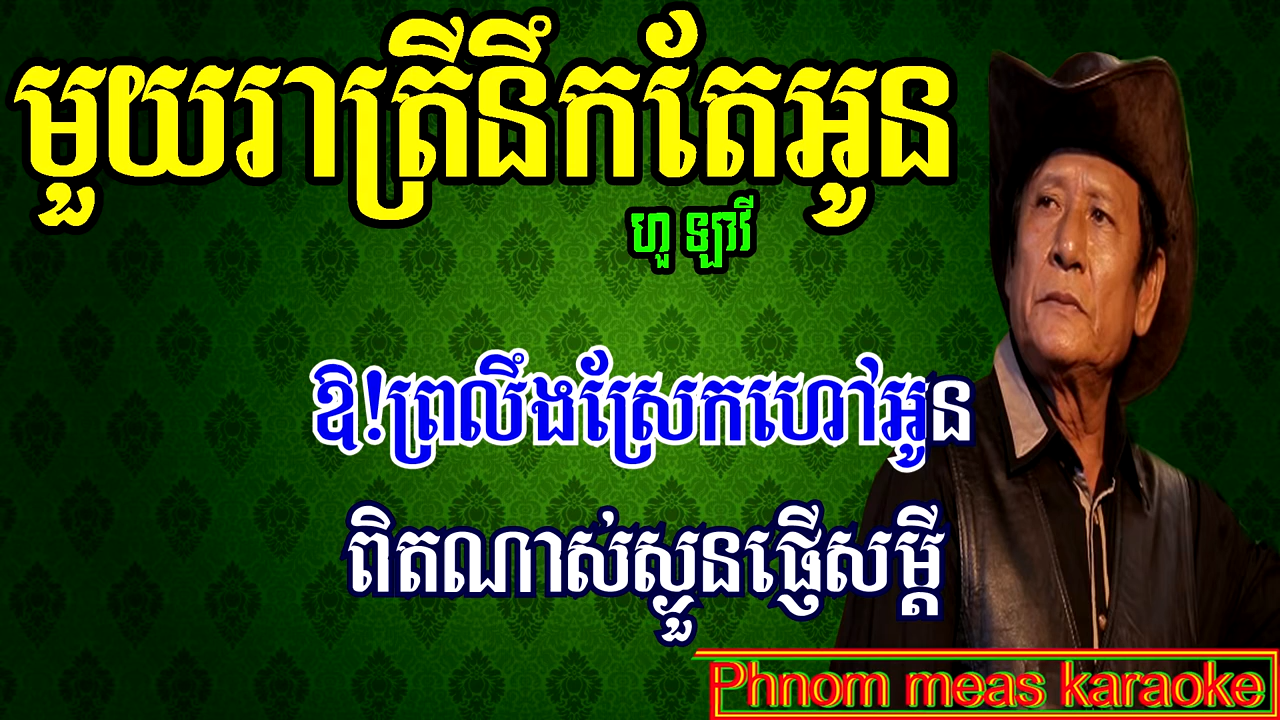 មួយរាត្រីនឹកតែអូន
ហួ ឡាវី
ឱ!ព្រលឹងស្រែកហៅអូន
ពិតណាស់ស្ងួនផ្ញើសម្ដី
Phnom meas karaoke